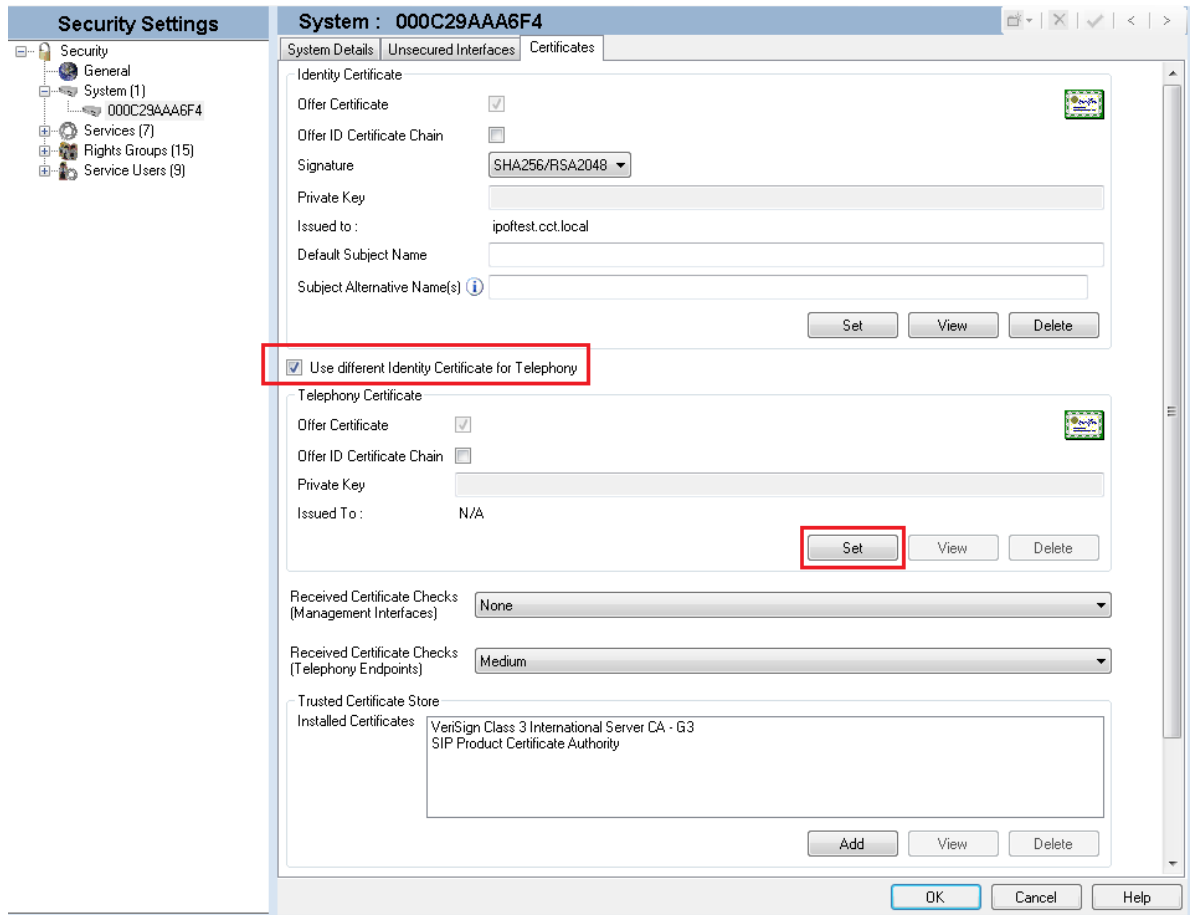 Security Settings
Security
General
System (1)
000C29AAA6F4
Services (7)
Rights Groups (15)
Service Users (9)
System : 000C29AAA6F4
System Details
Unsecured Interfaces
Certificates
Identity Certificate
Offer Certificate
Offer ID Certificate Chain
Signature
SHA256/RSA2048
Private Key
Issued to :
ipoftest.cct.local
Default Subject Name
Subject Alternative Name(s)
Set
View
Delete
Use different Identity Certificate for Telephony
Telephony Certificate
Offer Certificate
Offer ID Certificate Chain
Private Key
Issued To :
N/A
Set
View
Delete
Received Certificate Checks
(Management Interfaces)
None
Received Certificate Checks
(Telephony Endpoints)
Medium
Trusted Certificate Store
Installed Certificates
VeriSign Class 3 International Server CA - G3
SIP Product Certificate Authority
Add
View
Delete
OK
Cancel
Help